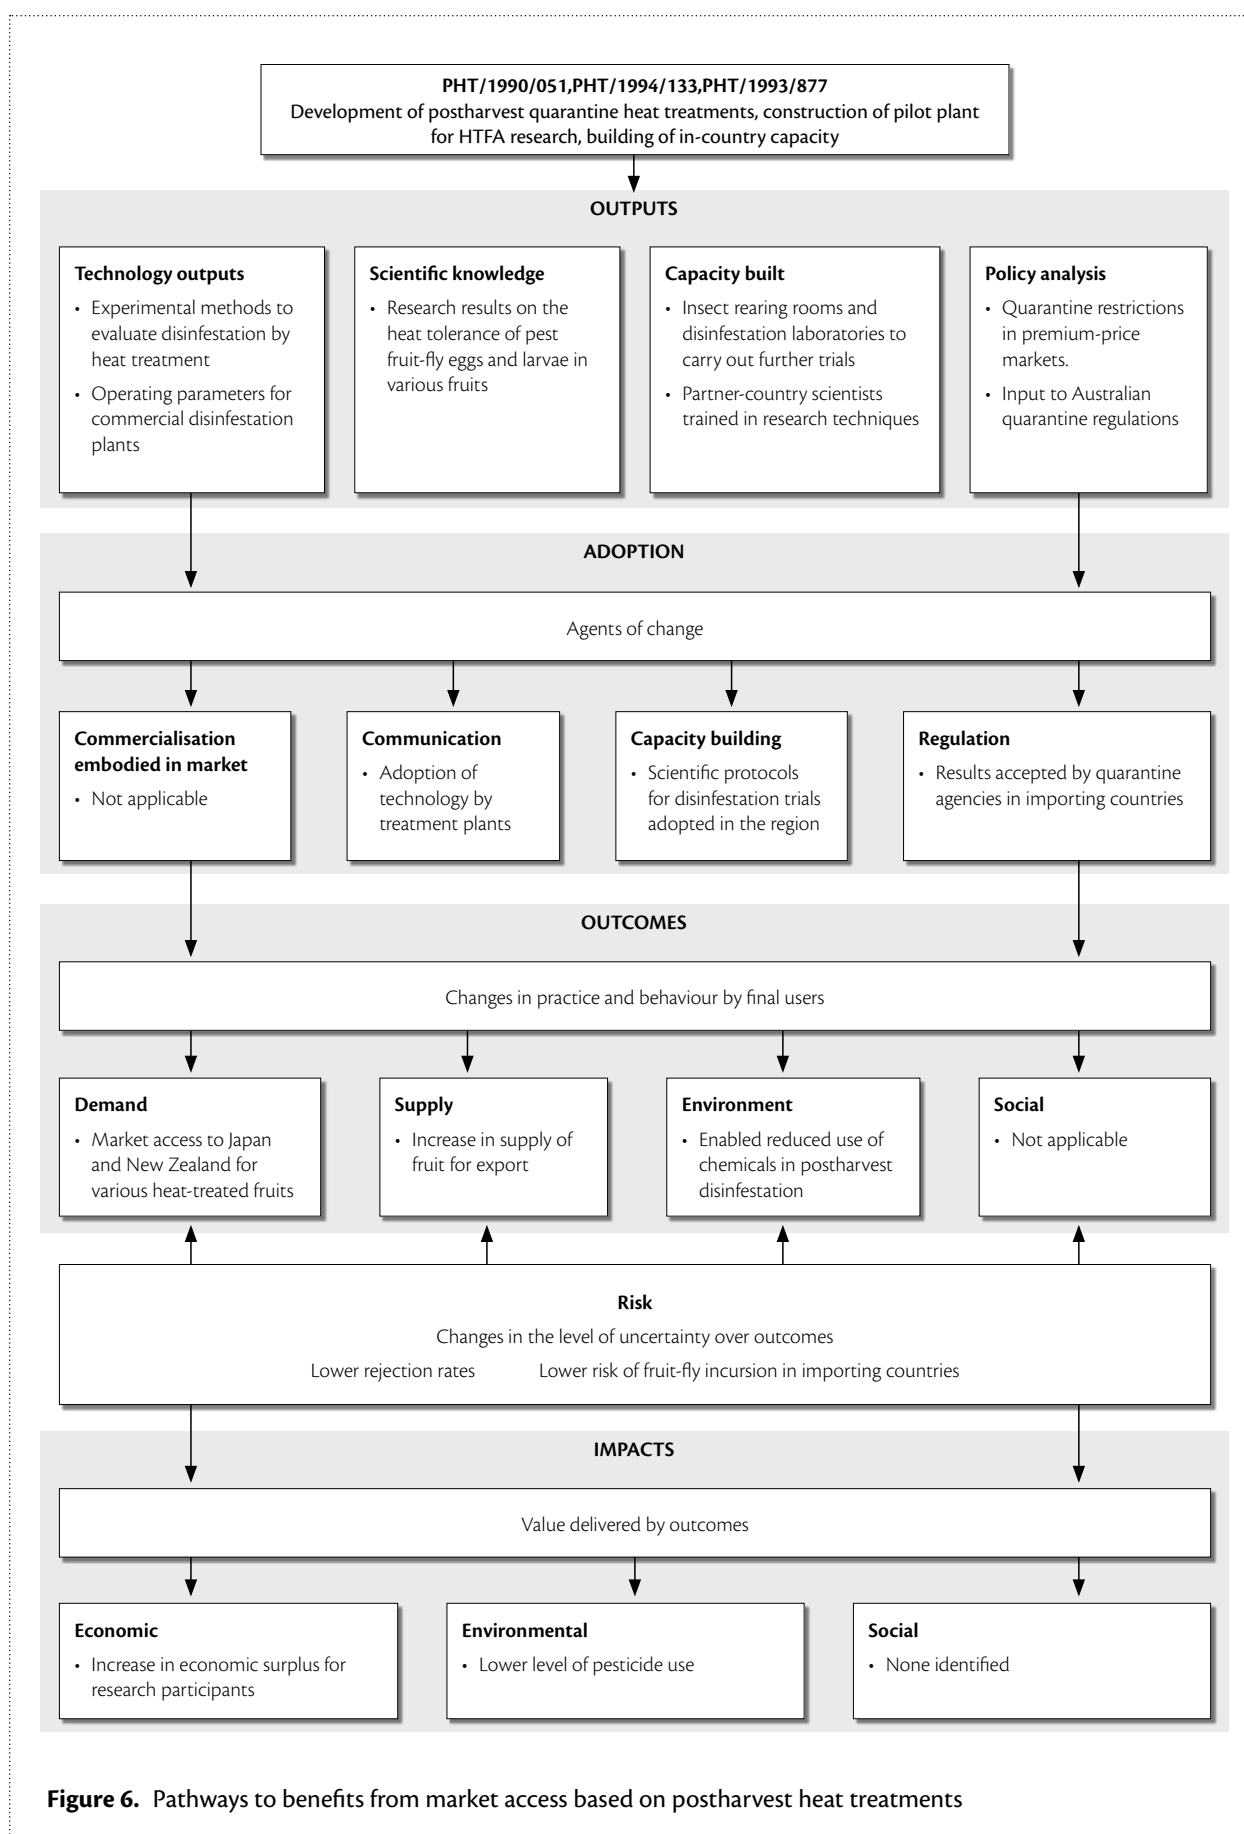 PHT/1990/051,PHT/1994/133,PHT/1993/877
Development of postharvest quarantine heat treatments, construction of pilot plant
for HTFA research, building of in-country capacity
OUTPUTS
Technology outputs
• Experimental methods to
evaluate disinfestation by
heat treatment
• Operating parameters for
commercial disinfestation
plants
Scientific knowledge
• Research results on the
heat tolerance of pest
fruit-fly eggs and larvae in
various fruits
Capacity built
• Insect rearing rooms and
disinfestation laboratories to
carry out further trials
• Partner-country scientists
trained in research techniques
Policy analysis
• Quarantine restrictions
in premium-price
markets.
• Input to Australian
quarantine regulations
ADOPTION
Agents of change
Commercialisation
embodied in market
• Not applicable
Communication
• Adoption of
technology by
treatment plants
Capacity building
• Scientific protocols
for disinfestation trials
adopted in the region
Regulation
• Results accepted by quarantine
agencies in importing countries
OUTCOMES
Changes in practice and behaviour by final users
Demand
• Market access to Japan
and New Zealand for
various heat-treated fruits
Supply
• Increase in supply of
fruit for export
Environment
• Enabled reduced use of
chemicals in postharvest
disinfestation
Social
• Not applicable
Risk
Changes in the level of uncertainty over outcomes
Lower rejection rates Lower risk of fruit-fly incursion in importing countries
IMPACTS
Value delivered by outcomes
Economic
• Increase in economic surplus for
research participants
Environmental
• Lower level of pesticide use
Social
• None identified
Figure 6. Pathways to benefits from market access based on postharvest heat treatments